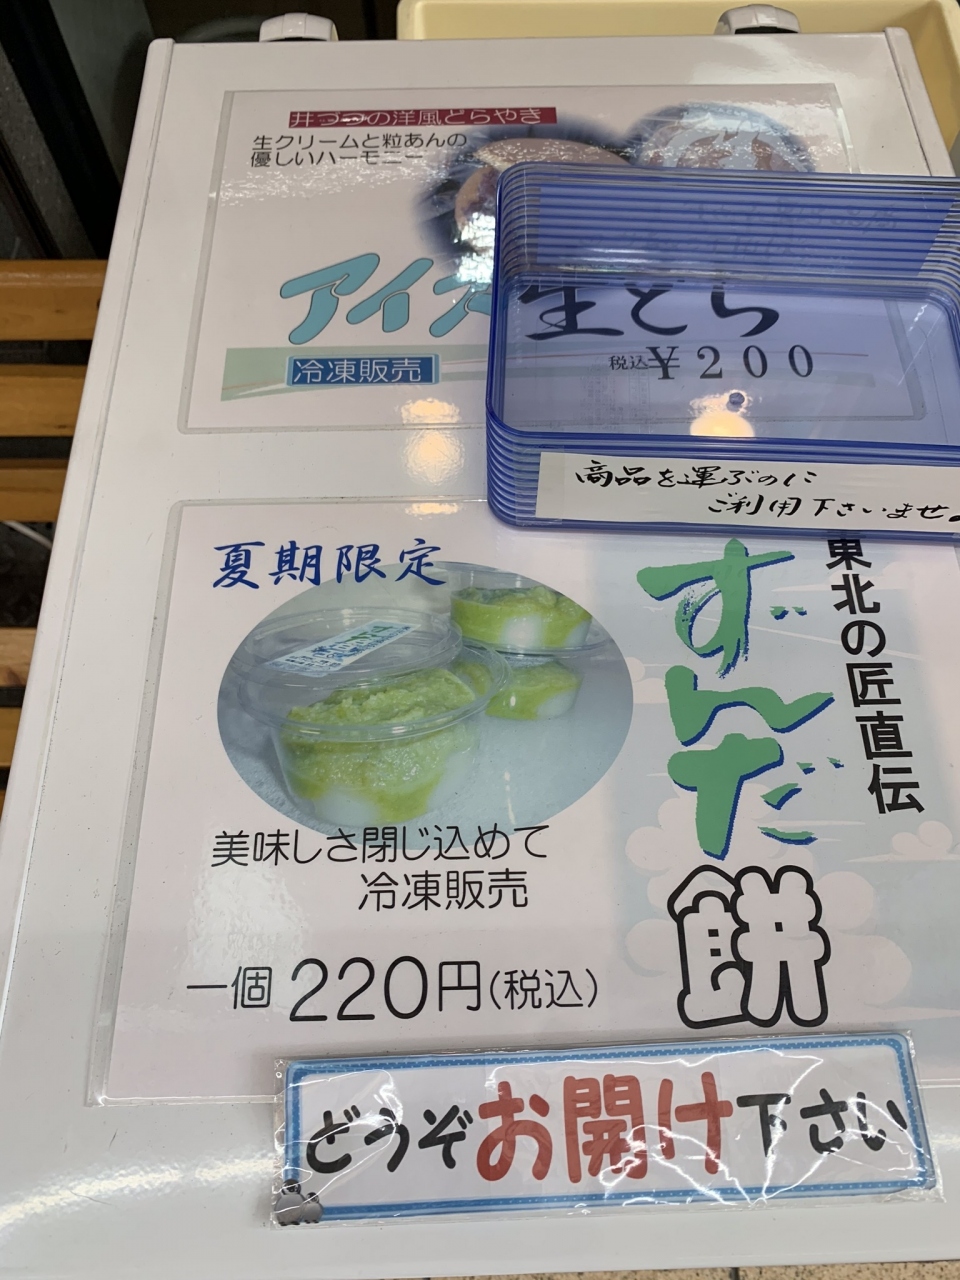 井つつの洋風どらやき
生クリームと粒あんの
優しいハーモニー
アイス生どら
冷凍販売
税込¥200
商品を運ぶのに
ご利用下さいませ。
夏期限定
東北の匠直伝
ずんだ
餅
美味しさ閉じ込めて
冷凍販売
一個220円(税込)
どうぞお開け下さい